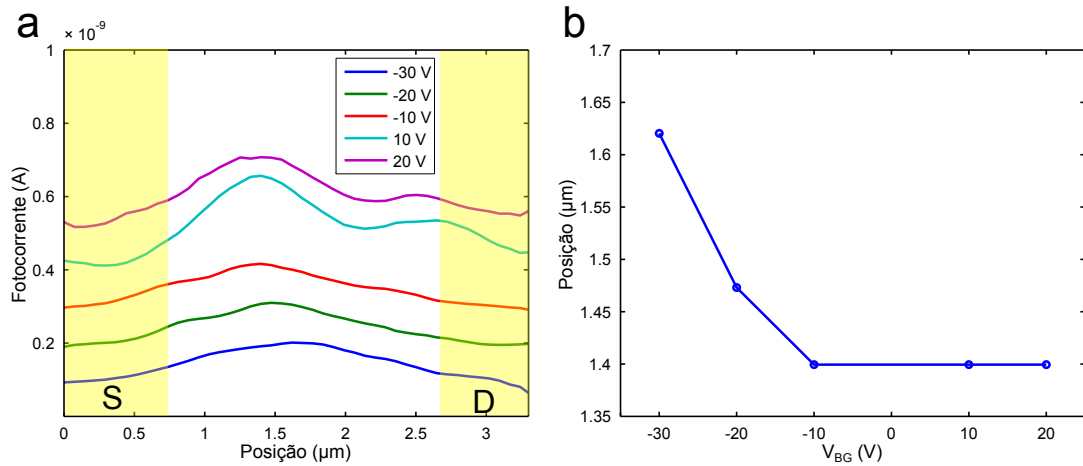 a
× 10⁻⁹
1
0.8
0.6
0.4
0.2
Fotocorrente (A)
-30 V
-20 V
-10 V
10 V
20 V
S
D
0
0.5
1
1.5
2
2.5
3
Posição (μm)
b
1.7
1.65
1.6
1.55
1.5
1.45
1.4
1.35
Posição (μm)
-30
-20
-10
0
10
20
V_BG (V)